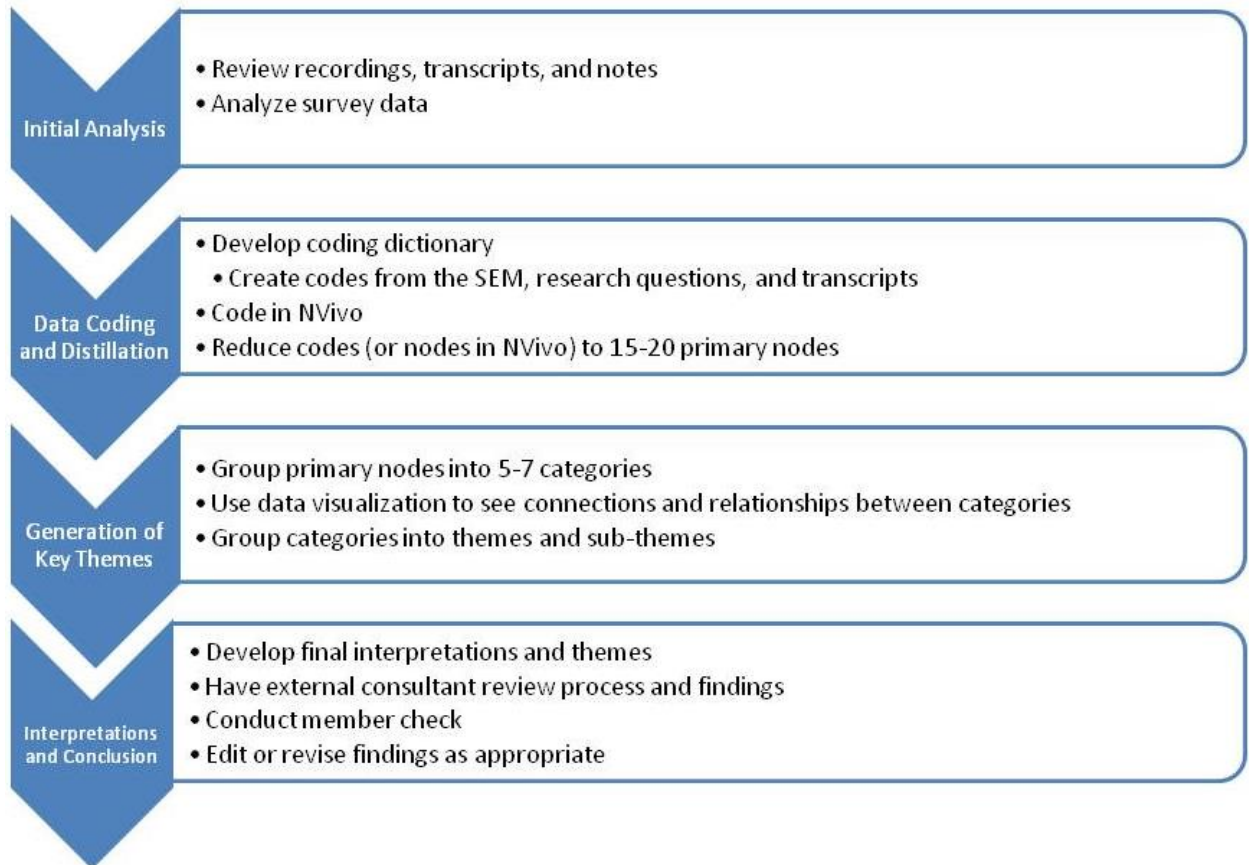 Initial Analysis
• Review recordings, transcripts, and notes
• Analyze survey data
Data Coding
and Distillation
• Develop coding dictionary
• Create codes from the SEM, research questions, and transcripts
• Code in NVivo
• Reduce codes (or nodes in NVivo) to 15-20 primary nodes
Generation of
Key Themes
• Group primary nodes into 5-7 categories
• Use data visualization to see connections and relationships between categories
• Group categories into themes and sub-themes
Interpretations
and Conclusion
• Develop final interpretations and themes
• Have external consultant review process and findings
• Conduct member check
• Edit or revise findings as appropriate